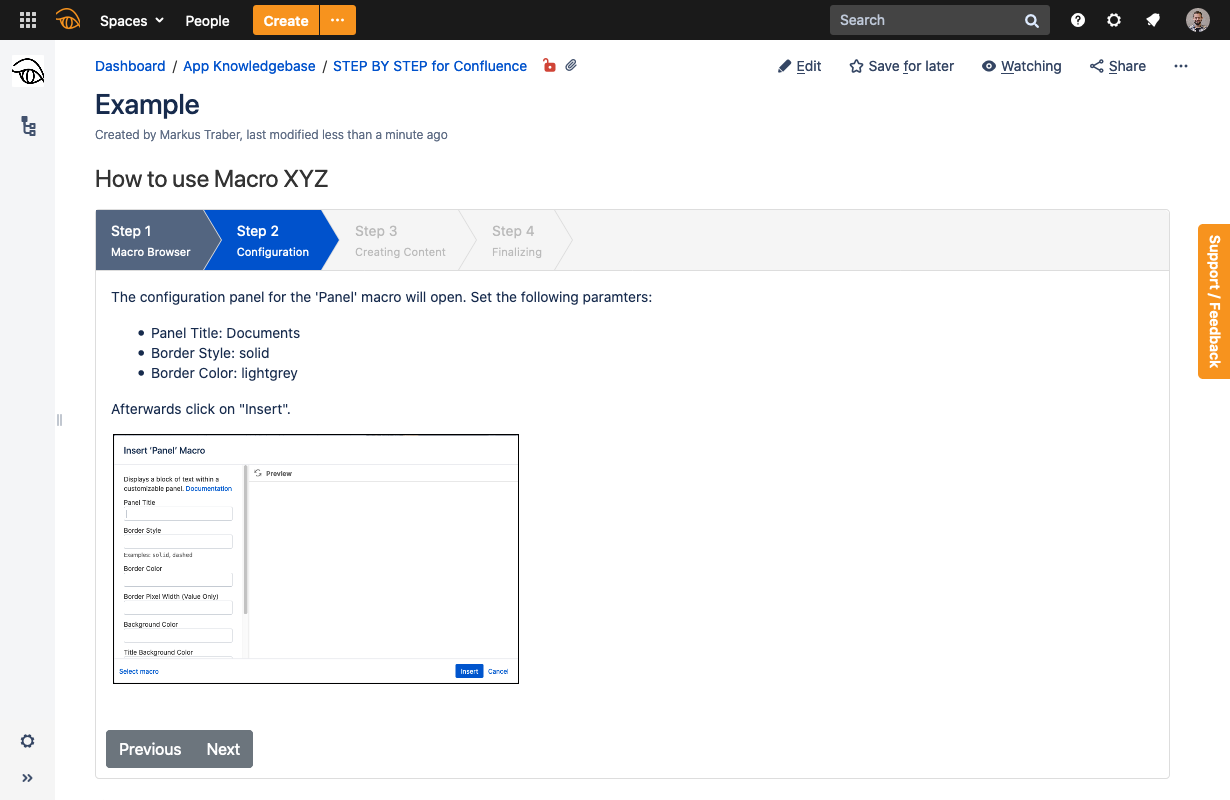 Spaces People Create ··· Search
Dashboard / App Knowledgebase / STEP BY STEP for Confluence Edit Save for later Watching Share ···
Example
Created by Markus Traber, last modified less than a minute ago
How to use Macro XYZ
Step 1 Step 2 Step 3 Step 4
Macro Browser Configuration Creating Content Finalizing
Support / Feedback
The configuration panel for the 'Panel' macro will open. Set the following paramters:
• Panel Title: Documents
• Border Style: solid
• Border Color: lightgrey
Afterwards click on "Insert".
Insert 'Panel' Macro
Preview
Displays a block of text within a
customizable panel. Documentation
Panel Title
Border Style
Examples: solid, dashed
Border Color
Border Pixel Width (Value Only)
Background Color
Title Background Color
Select macro Insert Cancel
Previous Next